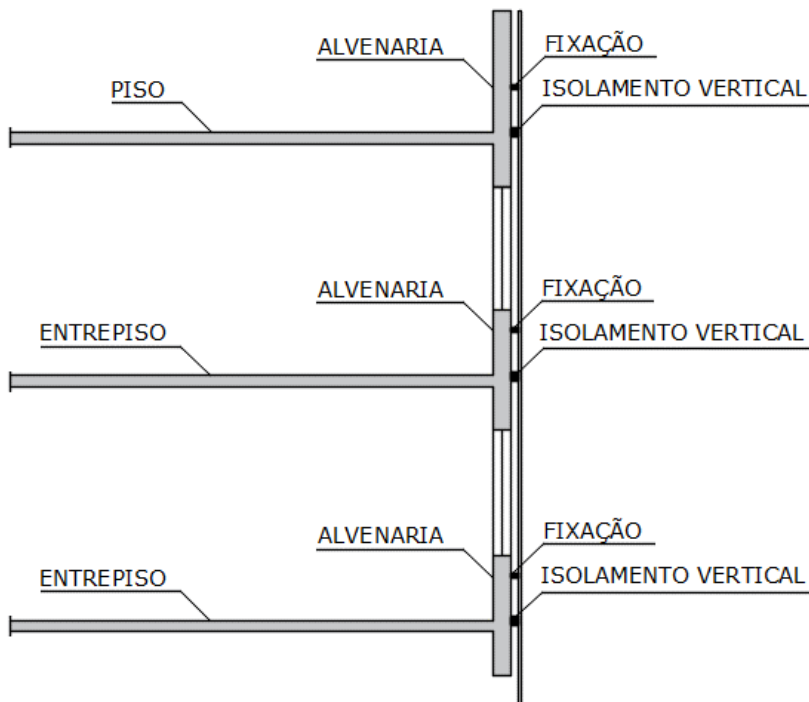 ALVENARIA
FIXAÇÃO
PISO
ISOLAMENTO VERTICAL
ALVENARIA
FIXAÇÃO
ENTREPISO
ISOLAMENTO VERTICAL
ALVENARIA
FIXAÇÃO
ENTREPISO
ISOLAMENTO VERTICAL